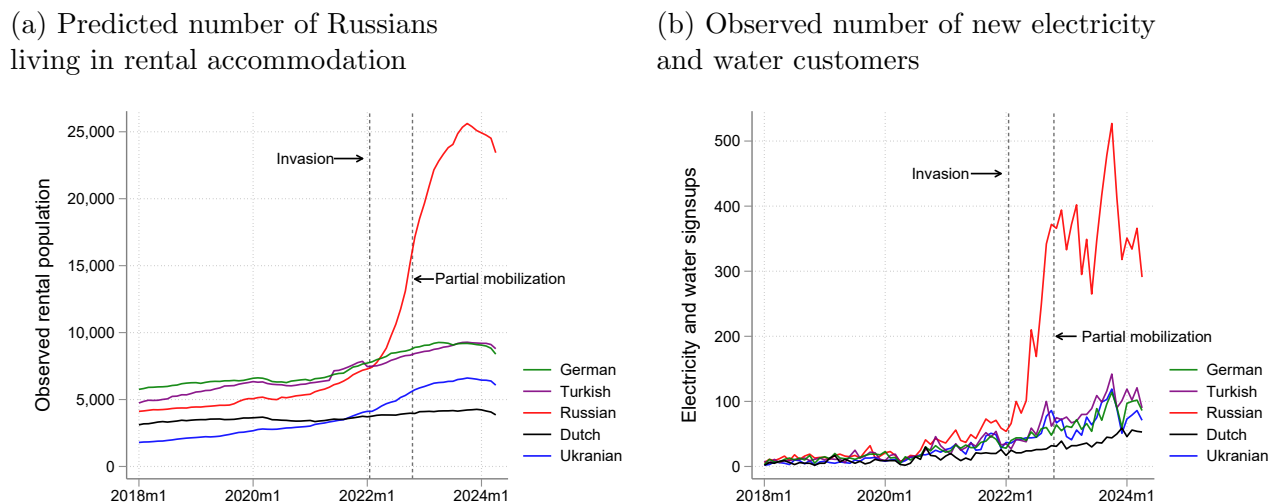 (a) Predicted number of Russians
living in rental accommodation
25,000
20,000
15,000
10,000
5,000
0
Observed rental population
Invasion
Partial mobilization
2018m1
2020m1
2022m1
2024m1
German
Turkish
Russian
Dutch
Ukranian
(b) Observed number of new electricity
and water customers
500
400
300
200
100
0
Electricity and water signsups
Invasion
Partial mobilization
2018m1
2020m1
2022m1
2024m1
German
Turkish
Russian
Dutch
Ukranian